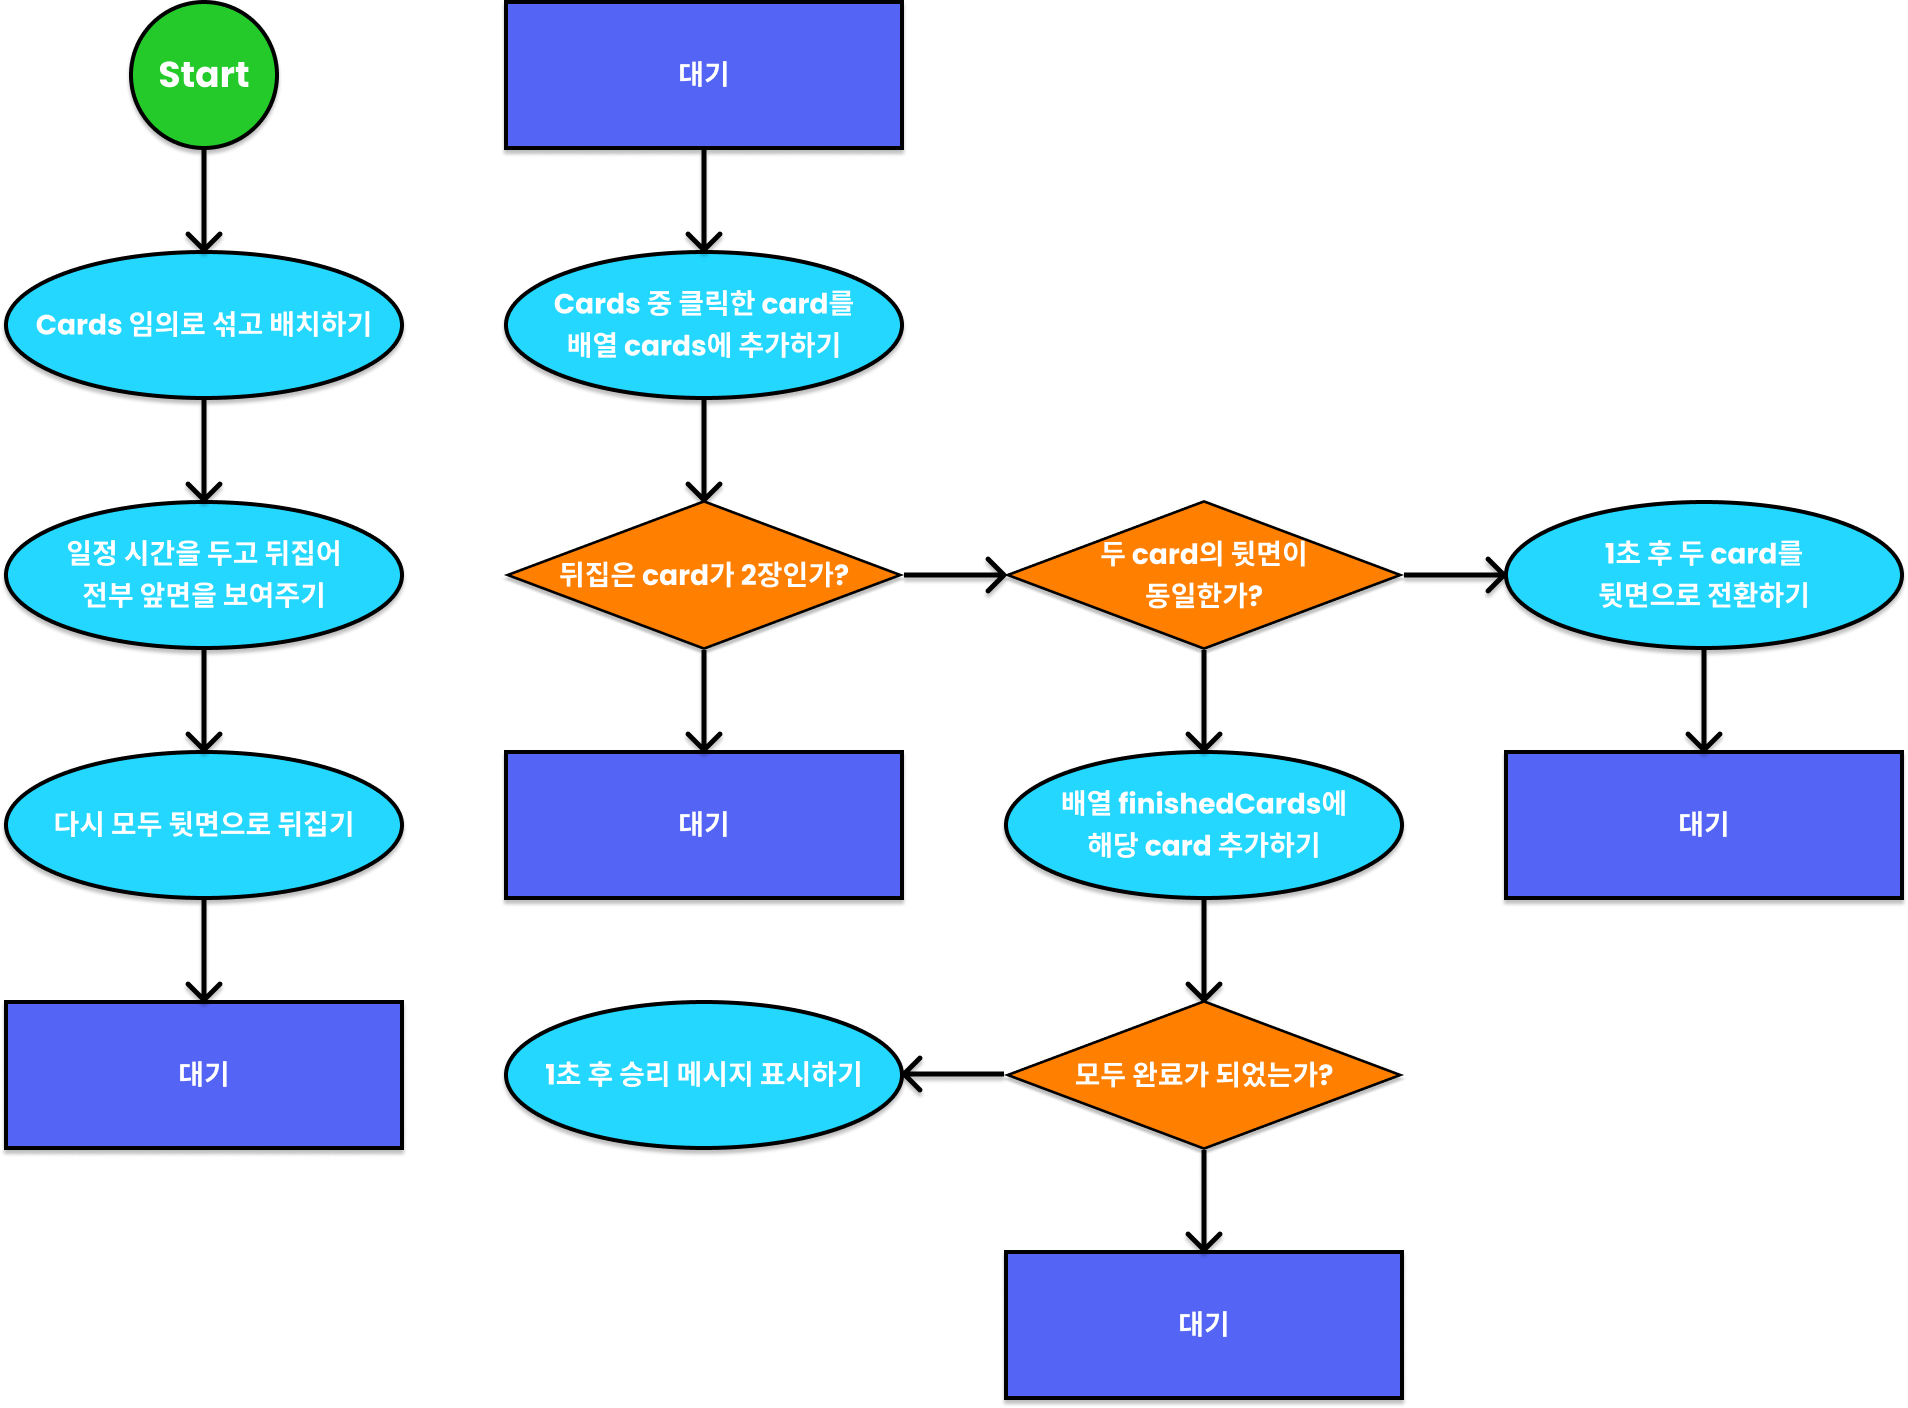 Start
Cards 임의로 섞고 배치하기
일정 시간을 두고 뒤집어
전부 앞면을 보여주기
다시 모두 뒷면으로 뒤집기
대기
대기
Cards 중 클릭한 card를
배열 cards에 추가하기
뒤집은 card가 2장인가?
대기
두 card의 뒷면이
동일한가?
1초 후 두 card를
뒷면으로 전환하기
대기
배열 finishedCards에
해당 card 추가하기
모두 완료가 되었는가?
1초 후 승리 메시지 표시하기
대기